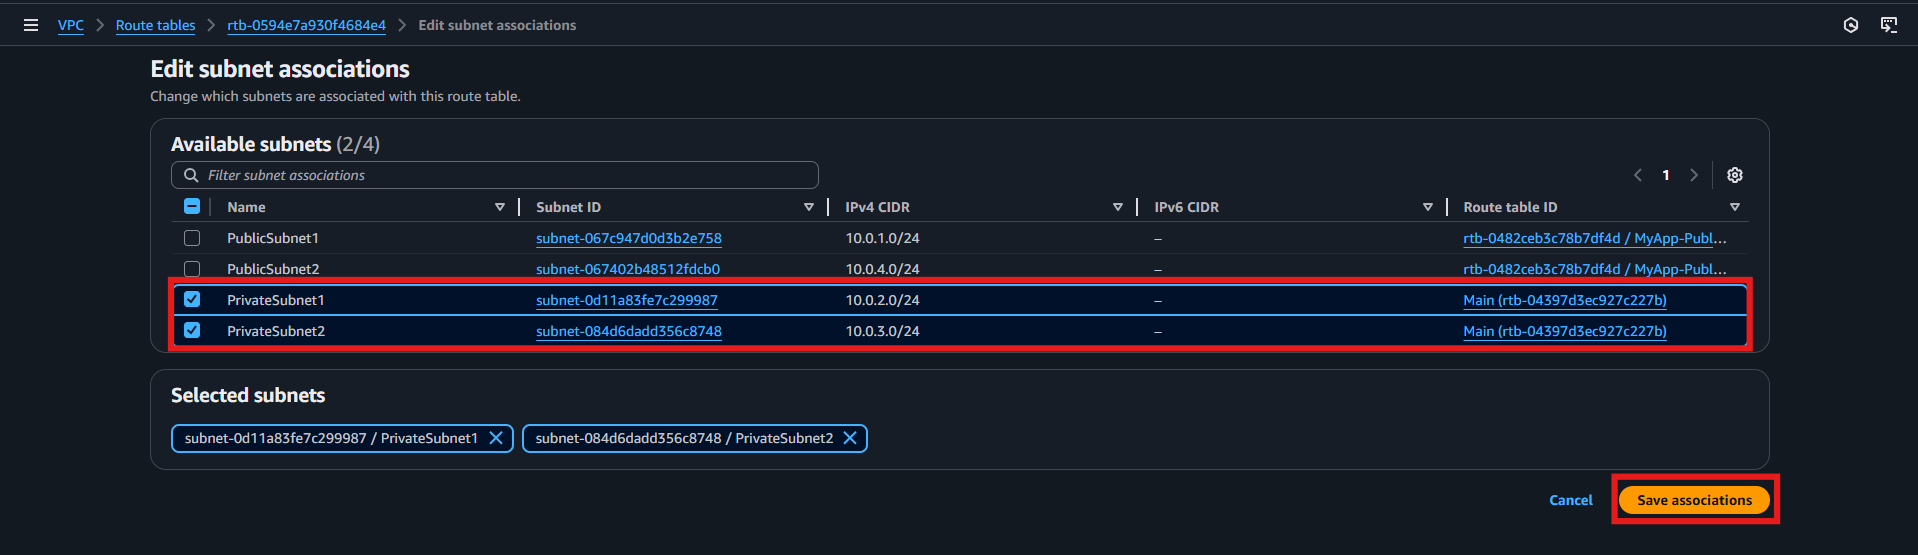 VPC > Route tables > rtb-0594e7a930f4684e4 > Edit subnet associations
Edit subnet associations
Change which subnets are associated with this route table.
Available subnets (2/4)
Filter subnet associations
1
Name Subnet ID IPv4 CIDR IPv6 CIDR Route table ID
PublicSubnet1 subnet-067c947d0d3b2e758 10.0.1.0/24 – rtb-0482ceb3c78b7df4d / MyApp-Publ...
PublicSubnet2 subnet-067402b48512fdcb0 10.0.4.0/24 – rtb-0482ceb3c78b7df4d / MyApp-Publ...
PrivateSubnet1 subnet-0d11a83fe7c299987 10.0.2.0/24 – Main (rtb-04397d3ec927c227b)
PrivateSubnet2 subnet-084d6dadd356c8748 10.0.3.0/24 – Main (rtb-04397d3ec927c227b)
Selected subnets
subnet-0d11a83fe7c299987 / PrivateSubnet1 subnet-084d6dadd356c8748 / PrivateSubnet2
Cancel Save associations